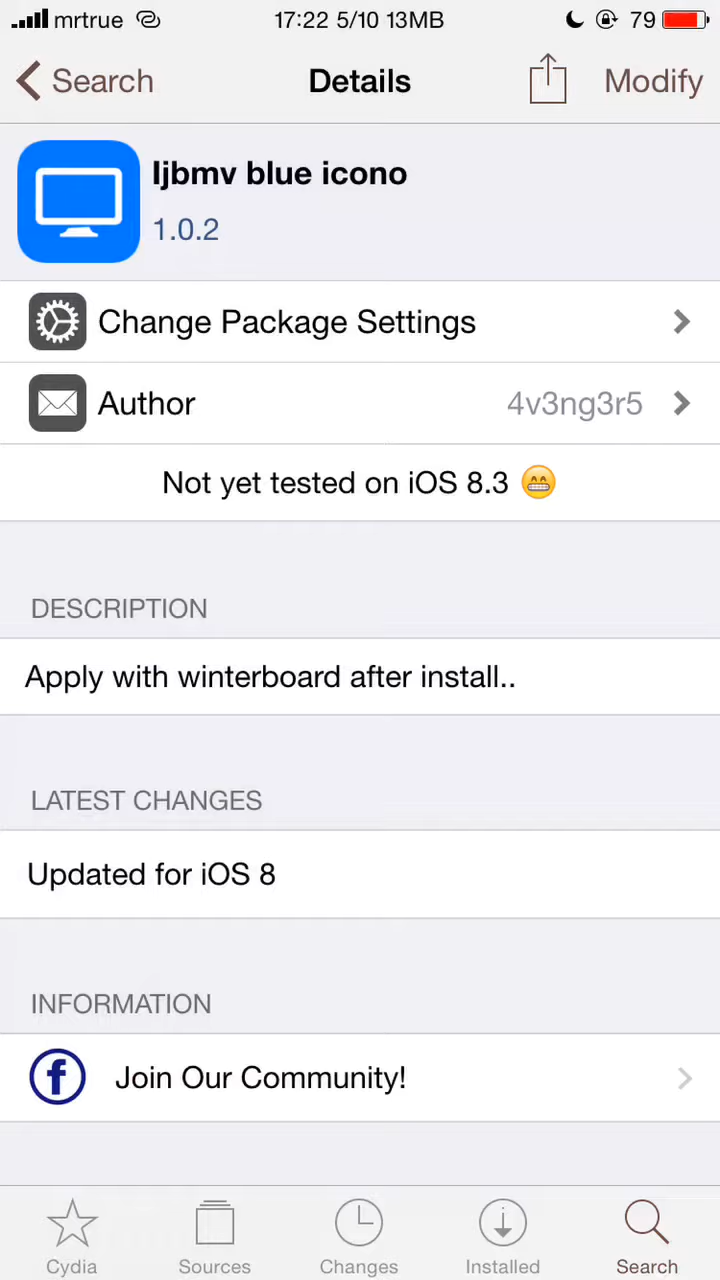 mrtrue 17:22 5/10 13MB 79
Search Details Modify
Ijbmv blue icono
1.0.2
Change Package Settings
Author 4v3ng3r5
Not yet tested on iOS 8.3 😁
DESCRIPTION
Apply with winterboard after install..
LATEST CHANGES
Updated for iOS 8
INFORMATION
f Join Our Community!
Cydia Sources Changes Installed Search